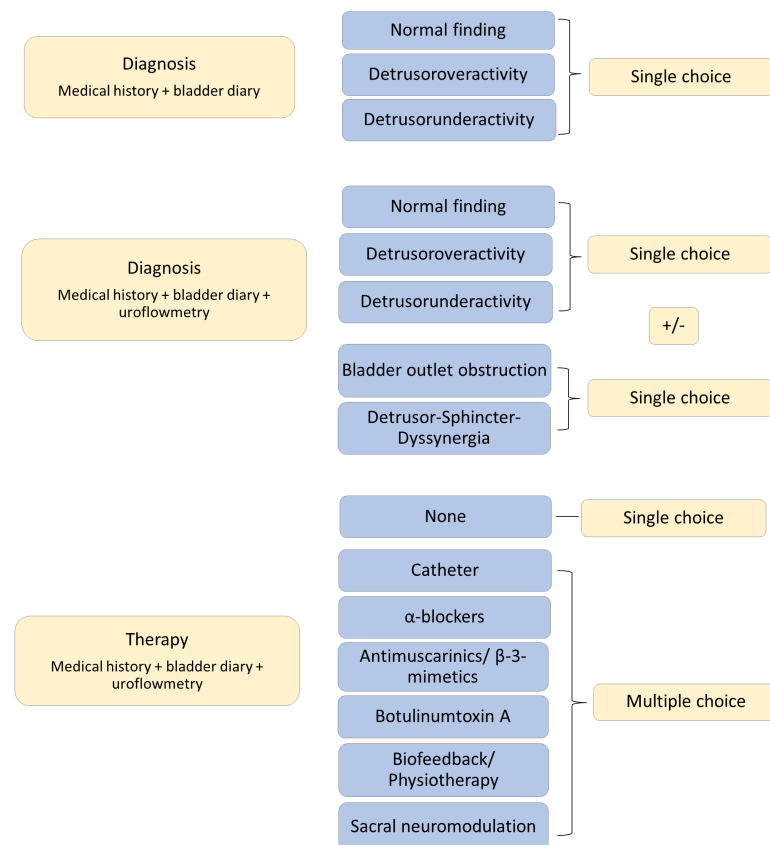 Diagnosis
Medical history + bladder diary
Normal finding
Detrusoroveractivity
Detrusorunderactivity
Single choice
Diagnosis
Medical history + bladder diary +
uroflowmetry
Normal finding
Detrusoroveractivity
Detrusorunderactivity
Single choice
+/-
Bladder outlet obstruction
Detrusor-Sphincter-
Dyssynergia
Single choice
Therapy
Medical history + bladder diary +
uroflowmetry
None
Single choice
Catheter
α-blockers
Antimuscarinics/ β-3-
mimetics
Botulinumtoxin A
Biofeedback/
Physiotherapy
Sacral neuromodulation
Multiple choice